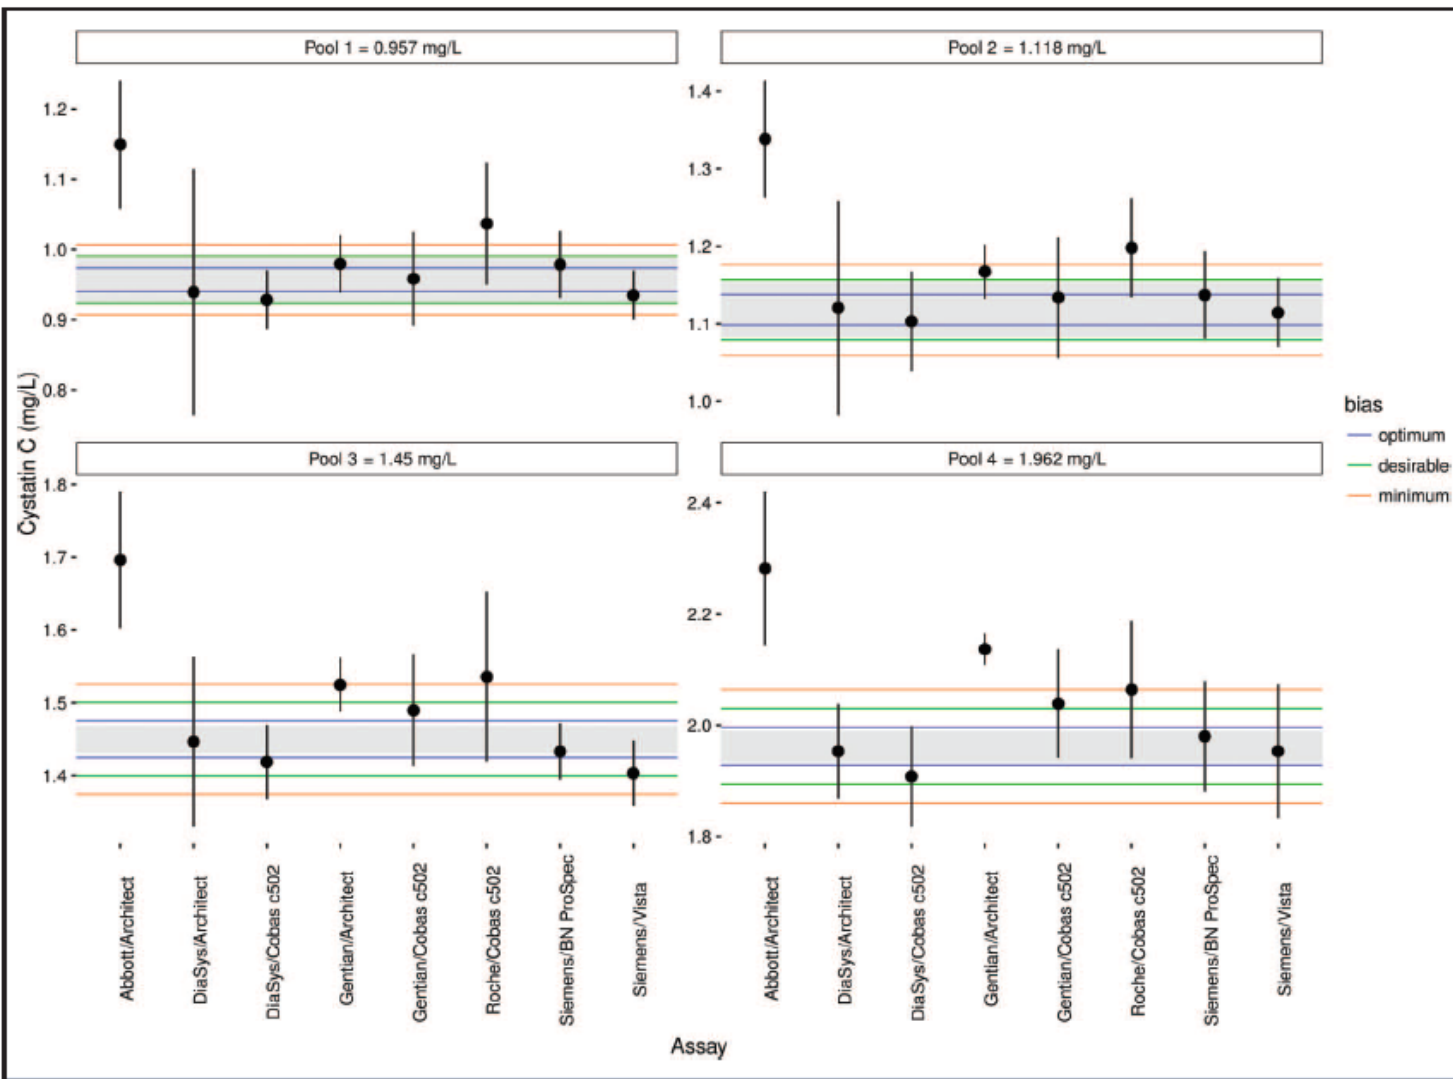 Pool 1 = 0.957 mg/L
Pool 2 = 1.118 mg/L
1.2
1.1
1.0
0.9
0.8
1.4
1.3
1.2
1.1
1.0
Cystatin C (mg/L)
Pool 3 = 1.45 mg/L
Pool 4 = 1.962 mg/L
1.8
1.7
1.6
1.5
1.4
2.4
2.2
2.0
1.8
bias
optimum
desirable
minimum
Abbott/Architect
DiaSys/Architect
DiaSys/Cobas c502
Gentian/Architect
Gentian/Cobas c502
Roche/Cobas c502
Siemens/BN ProSpec
Siemens/Vista
Abbott/Architect
DiaSys/Architect
DiaSys/Cobas c502
Gentian/Architect
Gentian/Cobas c502
Roche/Cobas c502
Siemens/BN ProSpec
Siemens/Vista
Assay